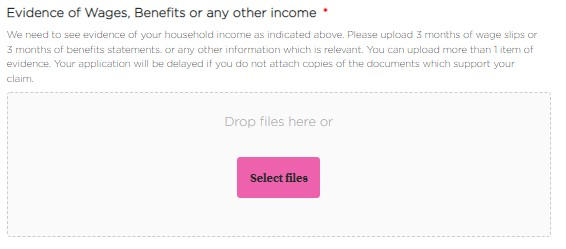 Evidence of Wages, Benefits or any other income *
We need to see evidence of your household income as indicated above. Please upload 3 months of wage slips or
3 months of benefits statements. or any other information which is relevant. You can upload more than 1 item of
evidence. Your application will be delayed if you do not attach copies of the documents which support your
claim.
Drop files here or
Select files